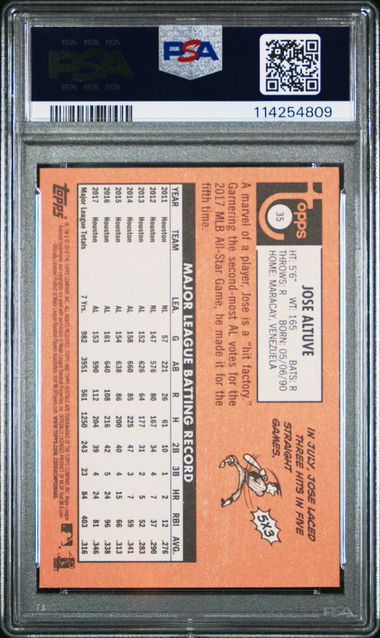 PSA
PSA
114254809
topps
35
JOSE ALTUVE
HT: 5'6" WT: 165 BATS: R
THROWS: R BORN: 05/06/90
HOME: MARACAY, VENEZUELA
A marvel of a player, Jose is a "hit factory."
Garnering the second-most AL votes for the
2017 MLB All-Star Game, he made it for the
fifth time.
IN JULY, JOSE LACED
THREE HITS IN FIVE
STRAIGHT
GAMES.
5X3
MAJOR LEAGUE BATTING RECORD
YEAR TEAM LEA. G AB R H 2B 3B HR RBI AVG.
2011 Houston NL 57 221 26 61 10 1 2 12 .276
2012 Houston NL 147 576 80 167 34 4 7 37 .290
2013 Houston AL 152 626 64 177 31 2 5 52 .283
2014 Houston AL 158 660 85 225 47 3 7 59 .341
2015 Houston AL 154 638 86 200 40 4 15 66 .313
2016 Houston AL 161 640 108 216 42 5 24 96 .338
2017 Houston AL 153 590 112 204 39 4 24 81 .346
Major League Totals 7 Yrs. 982 3951 561 1250 243 23 84 403 .316
topps